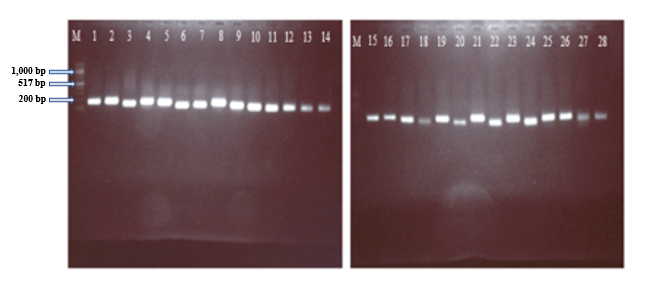 M 1 2 3 4 5 6 7 8 9 10 11 12 13 14
M 15 16 17 18 19 20 21 22 23 24 25 26 27 28
1,000 bp
517 bp
200 bp